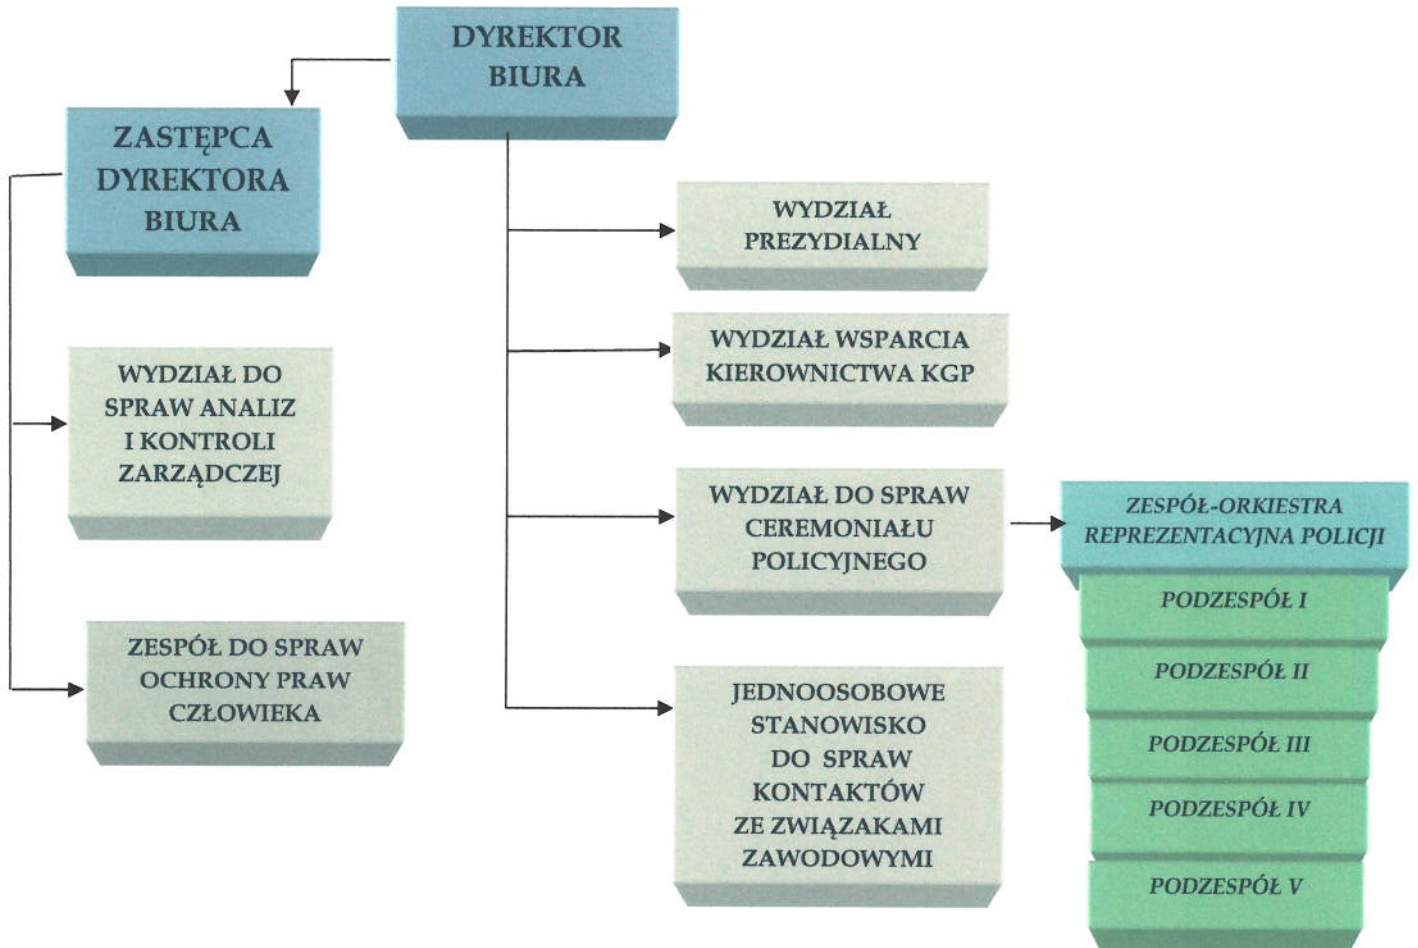 DYREKTOR
BIURA
ZASTĘPCA
DYREKTORA
BIURA
WYDZIAŁ
PREZYDIALNY
WYDZIAŁ WSPARCIA
KIEROWNICTWA KGP
WYDZIAŁ DO
SPRAW ANALIZ
I KONTROLI
ZARZĄDCZEJ
WYDZIAŁ DO SPRAW
CEREMONIAŁU
POLICYJNEGO
ZESPÓŁ-ORKIESTRA
REPREZENTACYJNA POLICJI
PODZESPÓŁ I
PODZESPÓŁ II
PODZESPÓŁ III
PODZESPÓŁ IV
PODZESPÓŁ V
ZESPÓŁ DO SPRAW
OCHRONY PRAW
CZŁOWIEKA
JEDNOOSOBOWE
STANOWISKO
DO SPRAW
KONTAKTÓW
ZE ZWIĄZAKAMI
ZAWODOWYMI